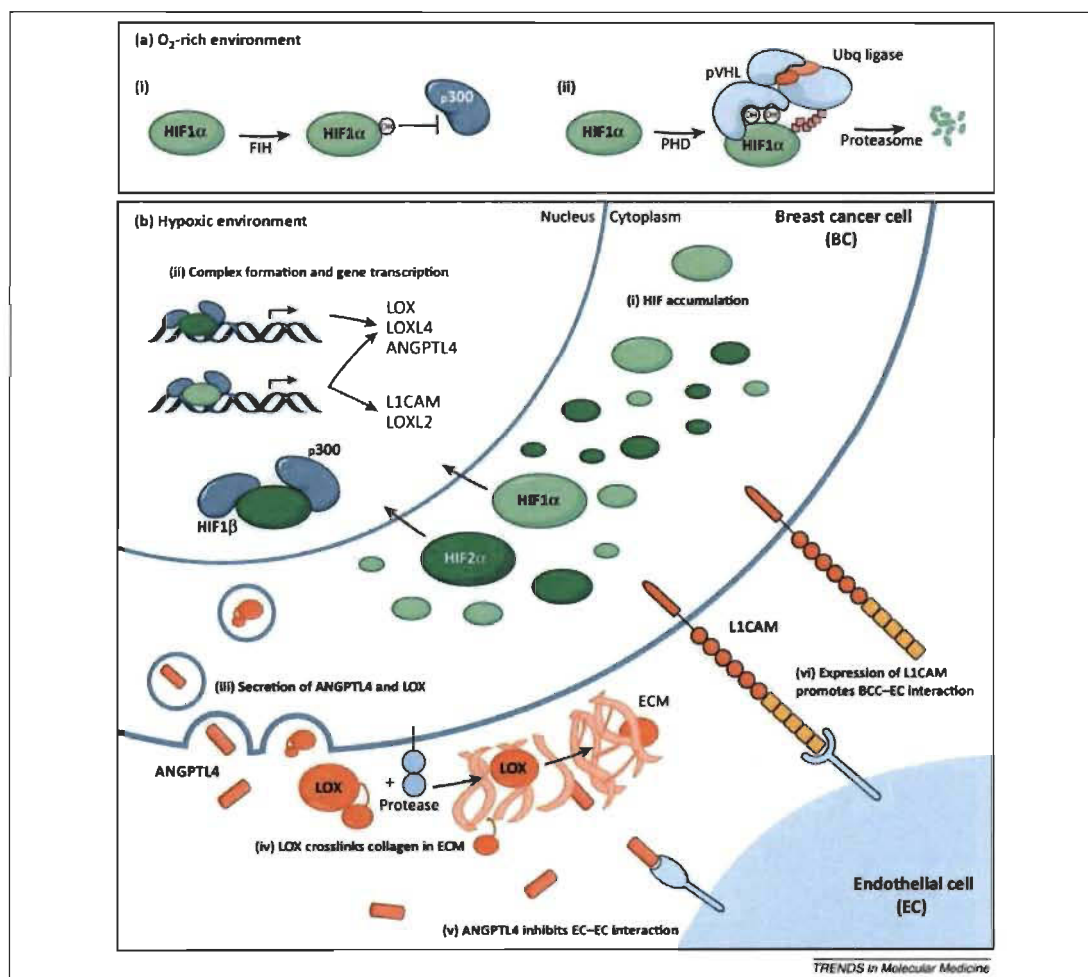 (a) O₂-rich environment
(i)
HIF1α
FIH
HIF1α
OH
p300
(ii)
HIF1α
PHD
pVHL
Ubq ligase
OH OH
HIF1α
Proteasome
(b) Hypoxic environment
Nucleus
Cytoplasm
Breast cancer cell
(BC)
(ii) Complex formation and gene transcription
LOX
LOXL4
ANGPTL4
L1CAM
LOXL2
(i) HIF accumulation
p300
HIF1β
HIF1α
HIF2α
L1CAM
(vi) Expression of L1CAM
promotes BCC–EC interaction
(iii) Secretion of ANGPTL4 and LOX
ANGPTL4
LOX
+
Protease
LOX
ECM
(iv) LOX crosslinks collagen in ECM
(v) ANGPTL4 inhibits EC–EC interaction
Endothelial cell
(EC)
TRENDS in Molecular Medicine